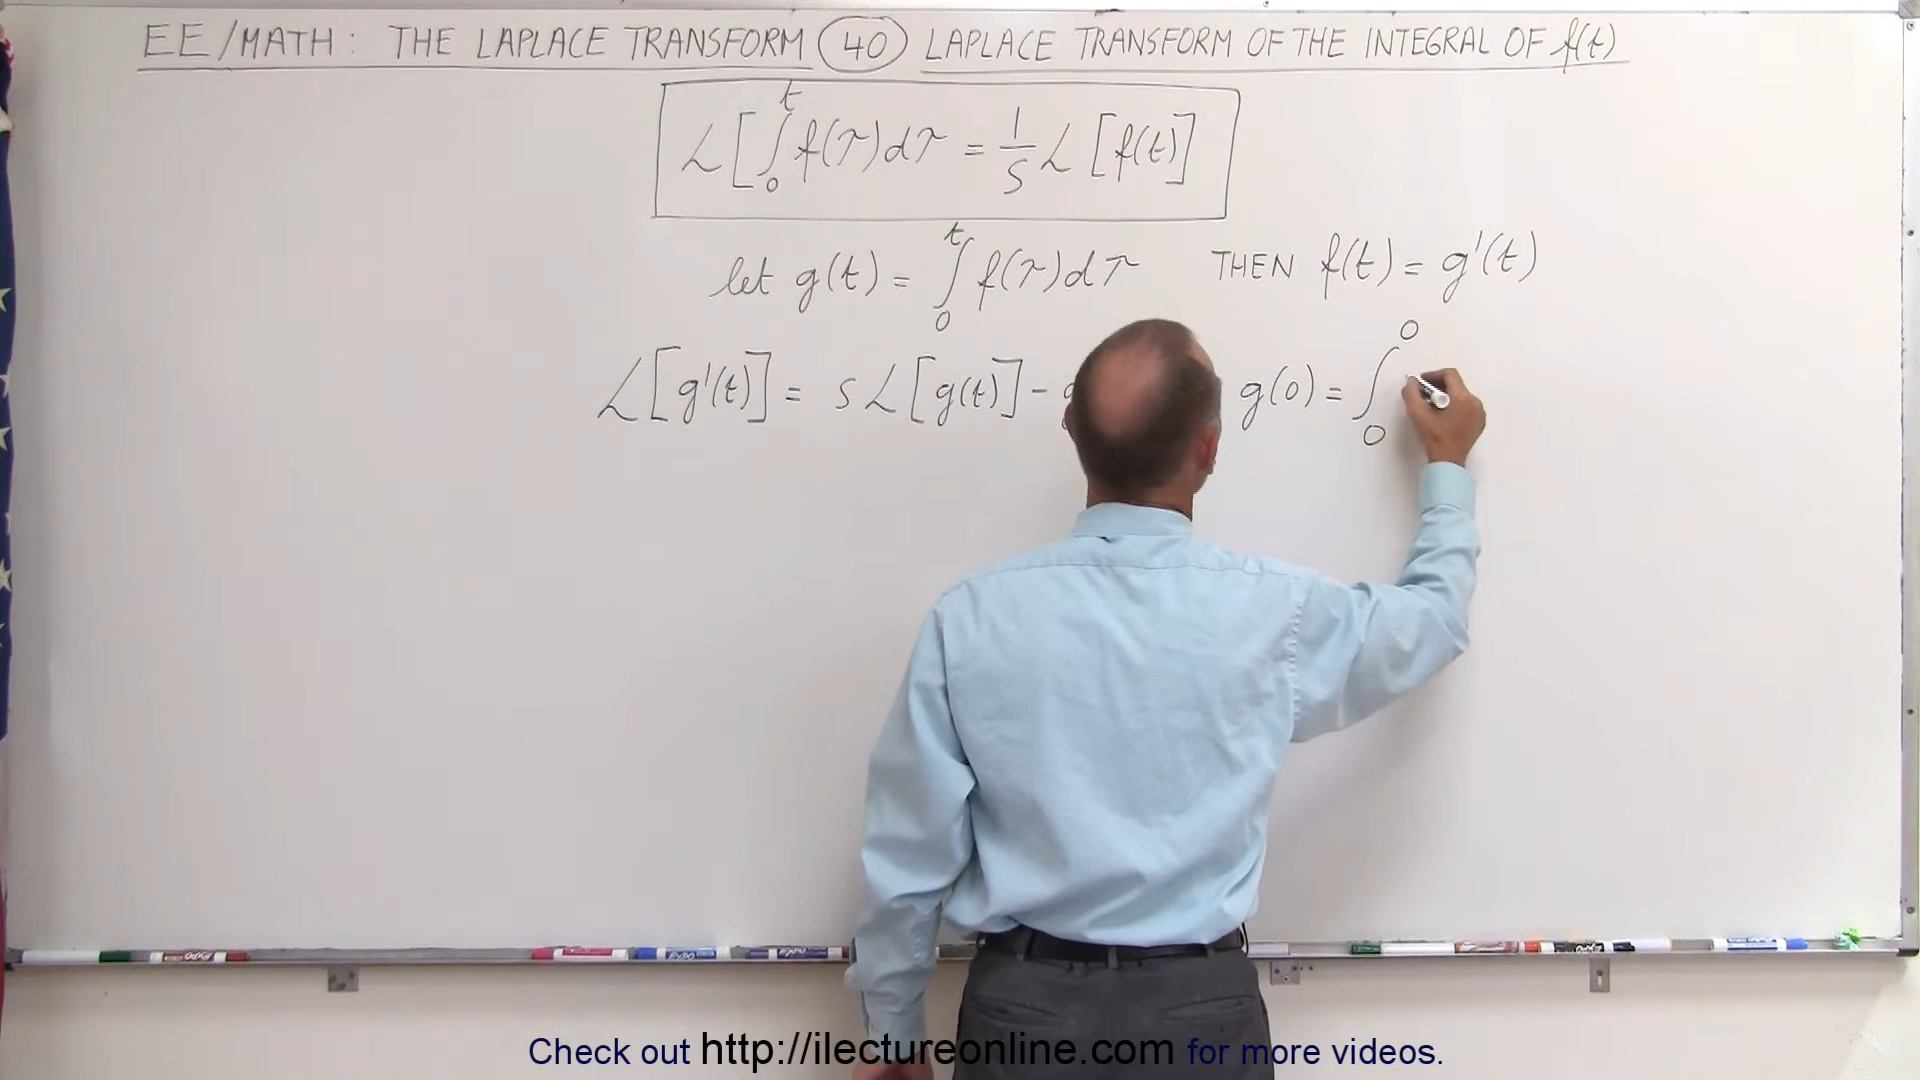 EE/MATH: THE LAPLACE TRANSFORM 40 LAPLACE TRANSFORM OF THE INTEGRAL OF f(t)
ℒ[∫₀ᵗ f(τ)dτ = 1/s ℒ[f(t)]
let g(t) = ∫₀ᵗ f(τ)dτ THEN f(t) = g'(t)
ℒ[g'(t)] = sℒ[g(t)] - g(0) = ∫₀⁰
Check out http://ilectureonline.com for more videos.